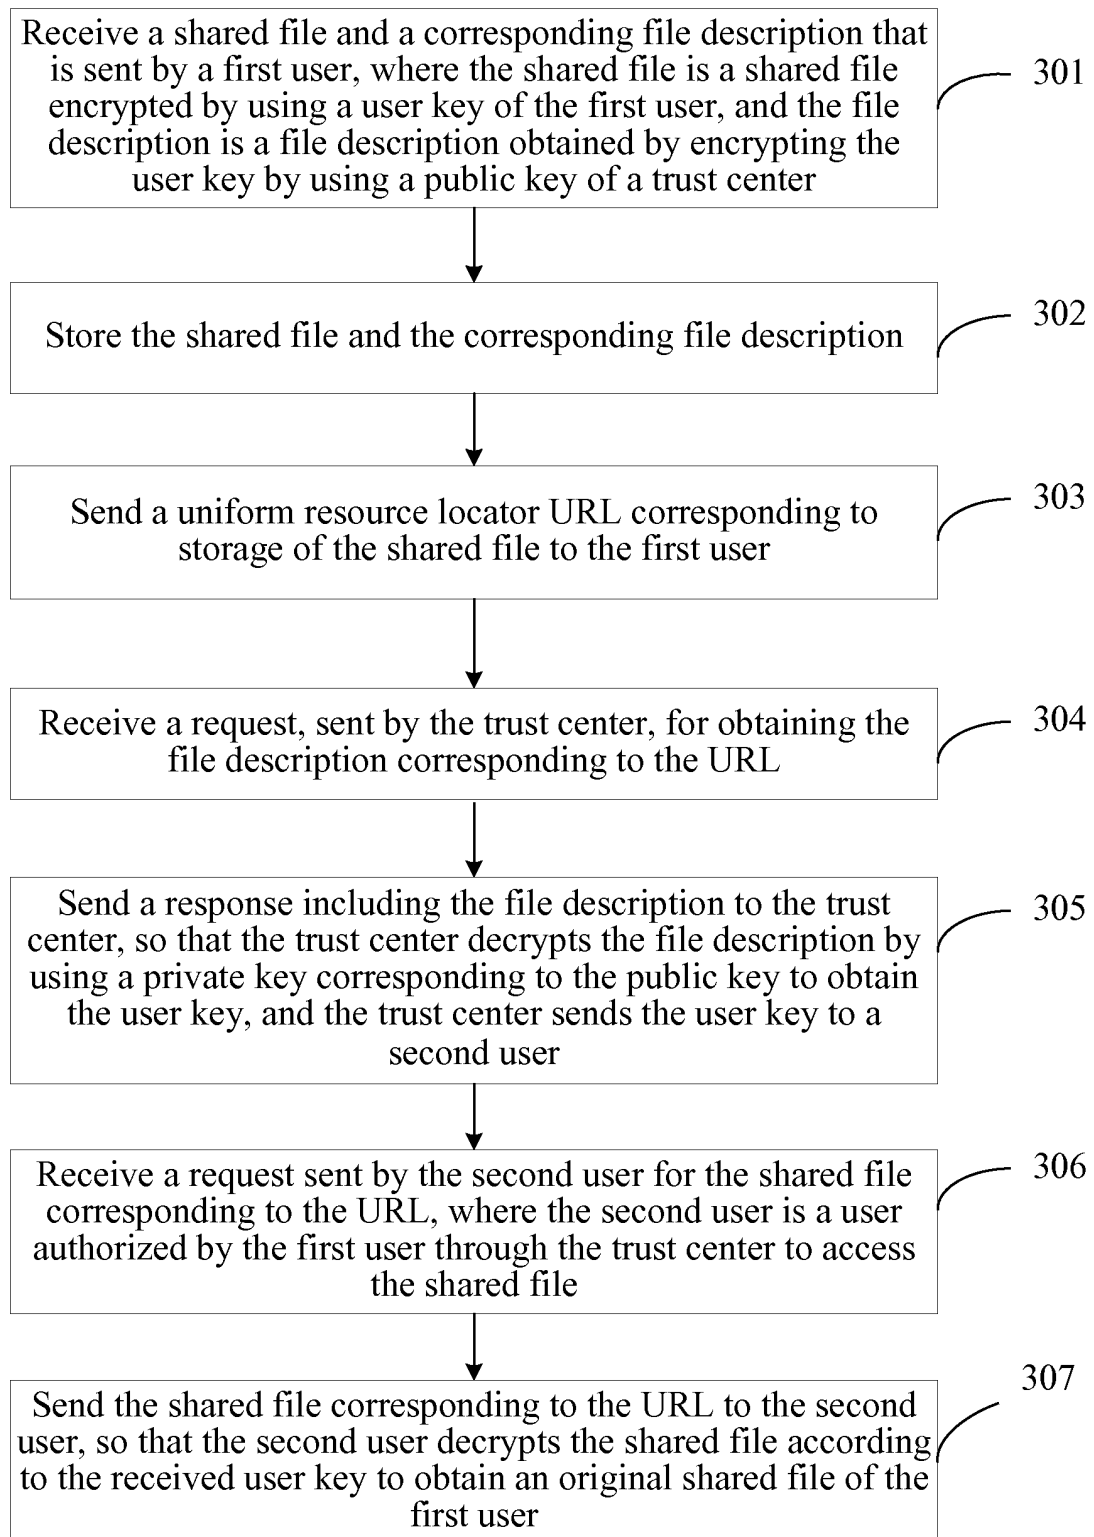 Receive a shared file and a corresponding file description that
is sent by a first user, where the shared file is a shared file
encrypted by using a user key of the first user, and the file
description is a file description obtained by encrypting the
user key by using a public key of a trust center
301
Store the shared file and the corresponding file description
302
Send a uniform resource locator URL corresponding to
storage of the shared file to the first user
303
Receive a request, sent by the trust center, for obtaining the
file description corresponding to the URL
304
Send a response including the file description to the trust
center, so that the trust center decrypts the file description by
using a private key corresponding to the public key to obtain
the user key, and the trust center sends the user key to a
second user
305
Receive a request sent by the second user for the shared file
corresponding to the URL, where the second user is a user
authorized by the first user through the trust center to access
the shared file
306
Send the shared file corresponding to the URL to the second
user, so that the second user decrypts the shared file according
to the received user key to obtain an original shared file of the
first user
307